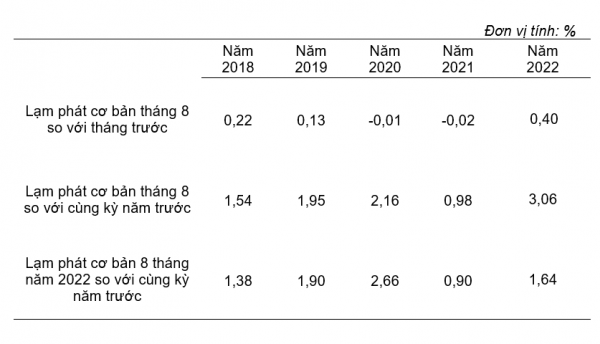 Đơn vị tính: %
Năm 2018 Năm 2019 Năm 2020 Năm 2021 Năm 2022
Lạm phát cơ bản tháng 8
so với tháng trước 0,22 0,13 -0,01 -0,02 0,40
Lạm phát cơ bản tháng 8
so với cùng kỳ năm trước 1,54 1,95 2,16 0,98 3,06
Lạm phát cơ bản 8 tháng
năm 2022 so với cùng kỳ 1,38 1,90 2,66 0,90 1,64
năm trước